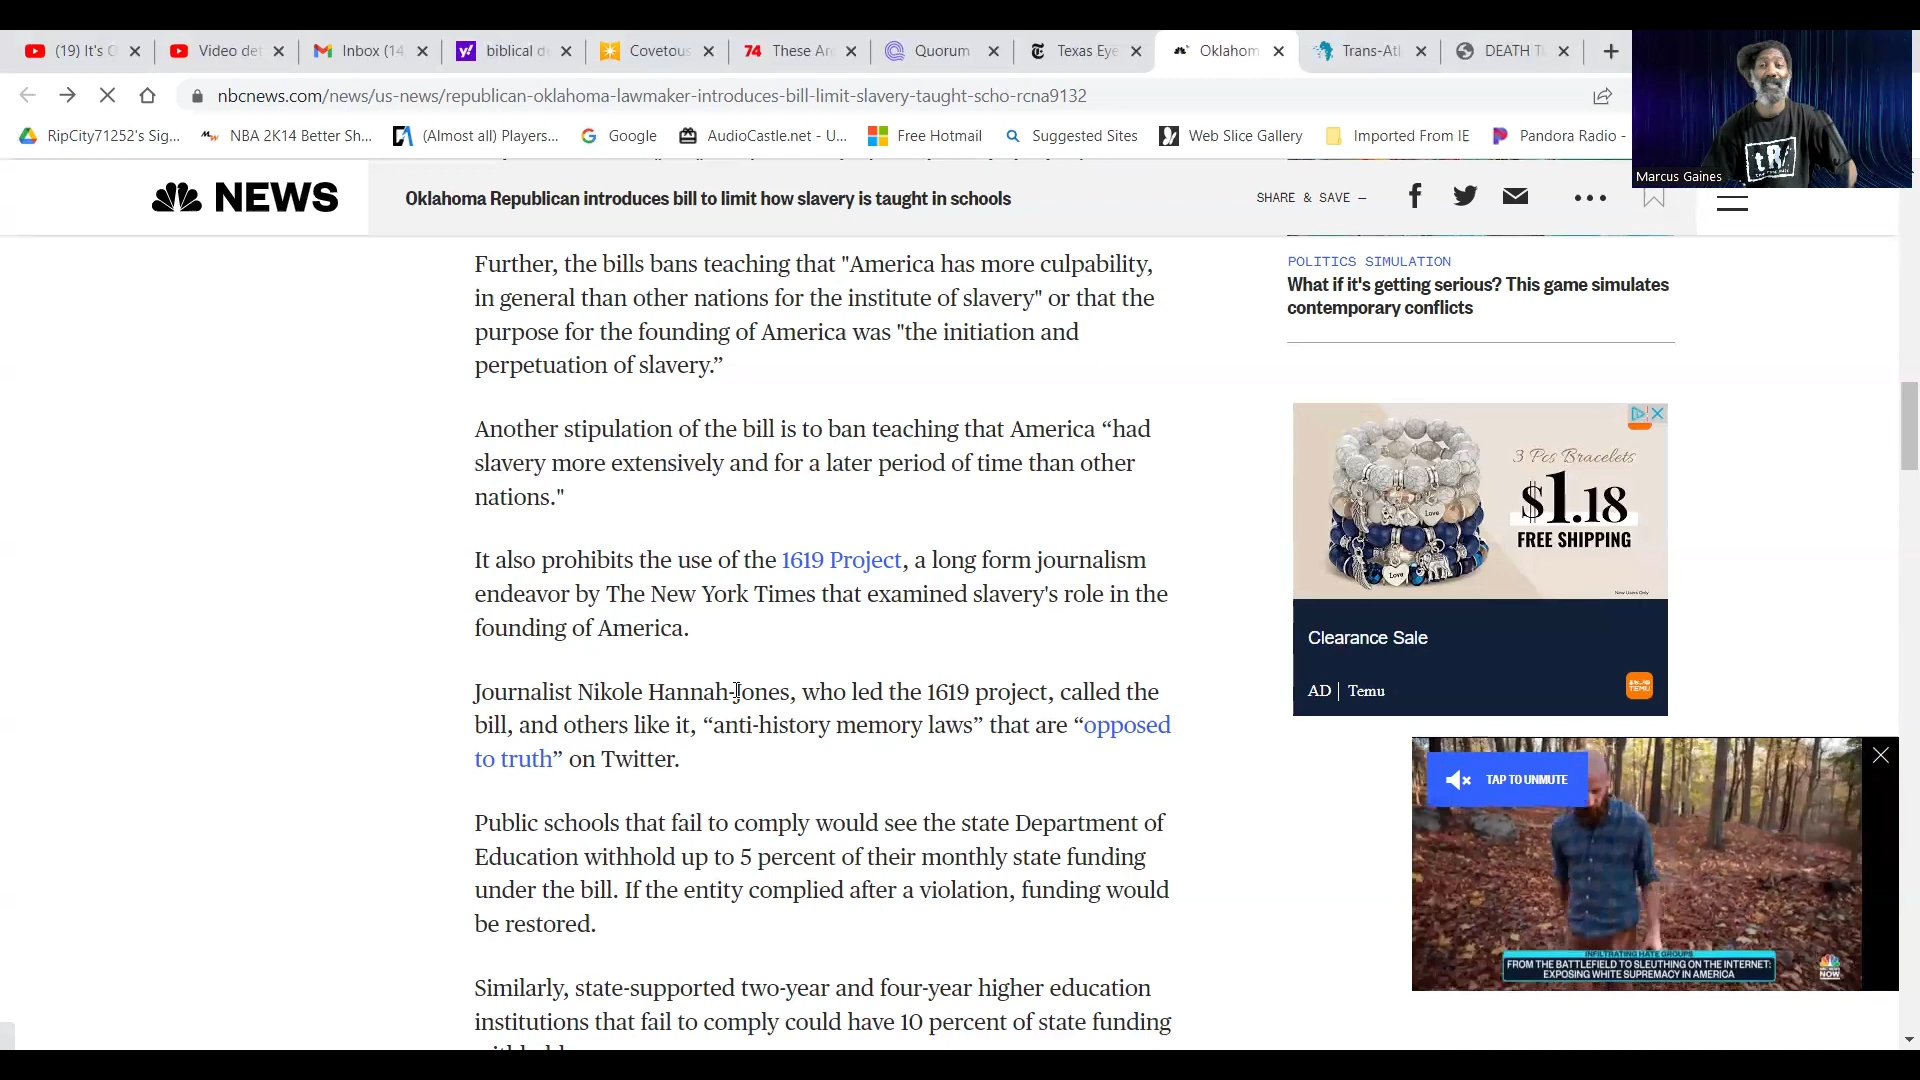 (19) It's
Video de
Inbox (14
biblical d
Covetous
74
These Ar
Quorum
Texas Eye
Oklahom
Trans-Atl
DEATH T
nbcnews.com/news/us-news/republican-oklahoma-lawmaker-introduces-bill-limit-slavery-taught-scho-rcna9132
RipCity71252's Sig...
NBA 2K14 Better Sh...
(Almost all) Players...
Google
AudioCastle.net - U...
Free Hotmail
Suggested Sites
Web Slice Gallery
Imported From IE
Pandora Radio -
tR
Marcus Gaines
NEWS
Oklahoma Republican introduces bill to limit how slavery is taught in schools
SHARE & SAVE —
Further, the bills bans teaching that "America has more culpability,
in general than other nations for the institute of slavery" or that the
purpose for the founding of America was "the initiation and
perpetuation of slavery.”
Another stipulation of the bill is to ban teaching that America “had
slavery more extensively and for a later period of time than other
nations."
It also prohibits the use of the 1619 Project, a long form journalism
endeavor by The New York Times that examined slavery's role in the
founding of America.
Journalist Nikole Hannah-Jones, who led the 1619 project, called the
bill, and others like it, “anti-history memory laws” that are “opposed
to truth” on Twitter.
Public schools that fail to comply would see the state Department of
Education withhold up to 5 percent of their monthly state funding
under the bill. If the entity complied after a violation, funding would
be restored.
Similarly, state-supported two-year and four-year higher education
institutions that fail to comply could have 10 percent of state funding
POLITICS SIMULATION
What if it's getting serious? This game simulates
contemporary conflicts
3 Pcs Bracelets
$1.18
FREE SHIPPING
Love
Love
New Users Only
Clearance Sale
AD | Temu
TEMU
TAP TO UNMUTE
INFILTRATING HATE GROUPS
FROM THE BATTLEFIELD TO SLEUTHING ON THE INTERNET:
EXPOSING WHITE SUPREMACY IN AMERICA
NOW